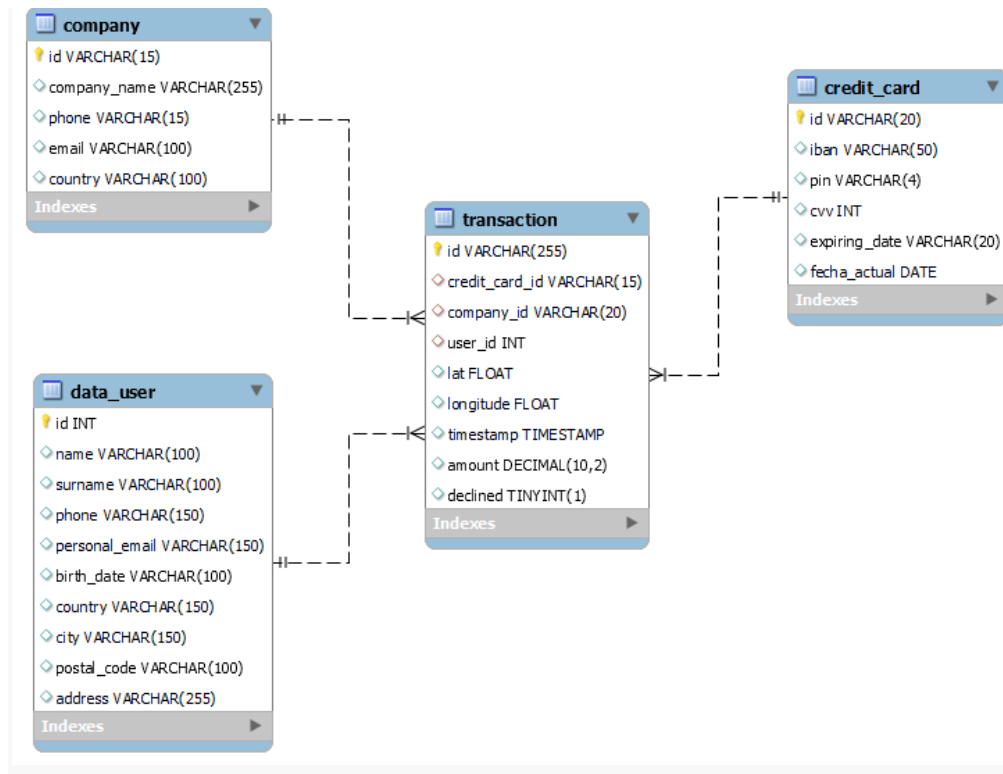 company
id VARCHAR(15)
company_name VARCHAR(255)
phone VARCHAR(15)
email VARCHAR(100)
country VARCHAR(100)
Indexes
credit_card
id VARCHAR(20)
iban VARCHAR(50)
pin VARCHAR(4)
cvv INT
expiring_date VARCHAR(20)
fecha_actual DATE
Indexes
transaction
id VARCHAR(255)
credit_card_id VARCHAR(15)
company_id VARCHAR(20)
user_id INT
lat FLOAT
longitude FLOAT
timestamp TIMESTAMP
amount DECIMAL(10,2)
declined TINYINT(1)
Indexes
data_user
id INT
name VARCHAR(100)
surname VARCHAR(100)
phone VARCHAR(150)
personal_email VARCHAR(150)
birth_date VARCHAR(100)
country VARCHAR(150)
city VARCHAR(150)
postal_code VARCHAR(100)
address VARCHAR(255)
Indexes